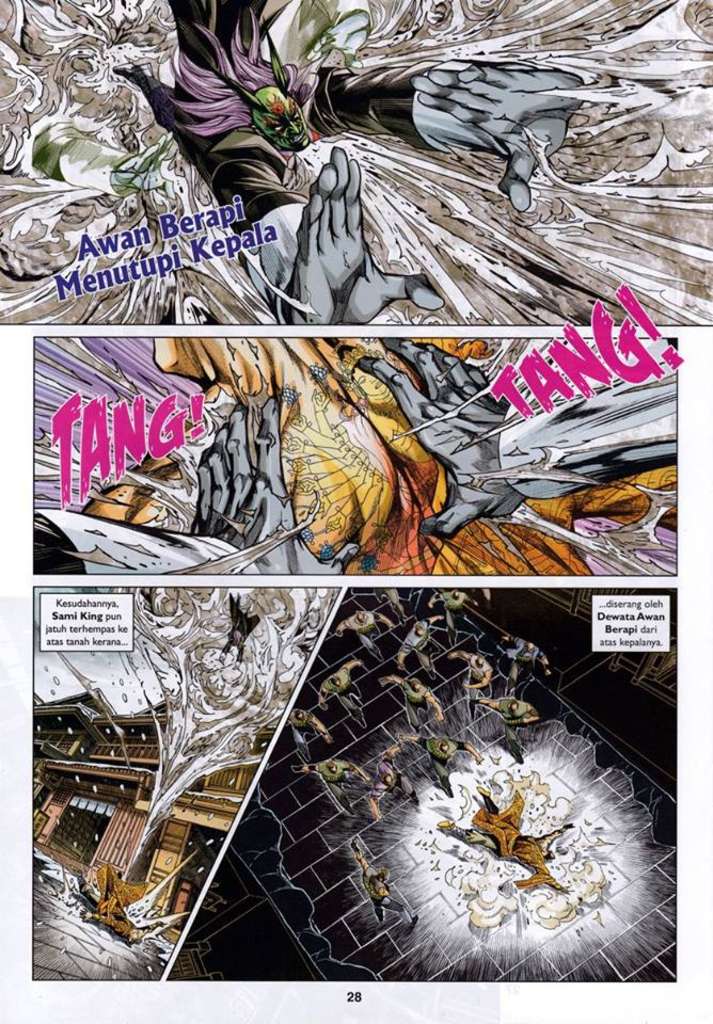 Awan Berapi
Menutupi Kepala
TANG!
TANG!
Kesudahannya,
Sami King pun
jatuh terhempas ke
atas tanah kerana...
...diserang oleh
Dewata Awan
Berapi dari
atas kepalanya.
28